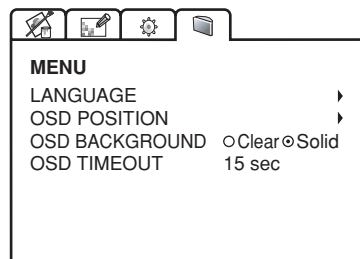 MENU
LANGUAGE
OSD POSITION
OSD BACKGROUND Clear Solid
OSD TIMEOUT 15 sec